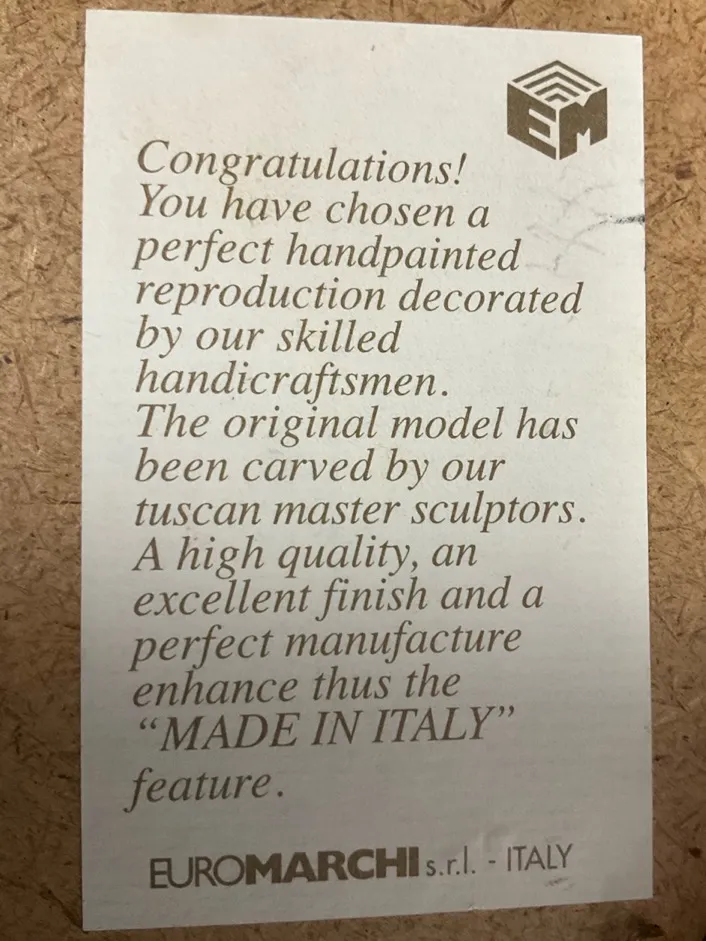 EM
Congratulations!
You have chosen a
perfect handpainted
reproduction decorated
by our skilled
handicraftsmen.
The original model has
been carved by our
tuscan master sculptors.
A high quality, an
excellent finish and a
perfect manufacture
enhance thus the
“MADE IN ITALY”
feature.
EUROMARCHI s.r.l. - ITALY